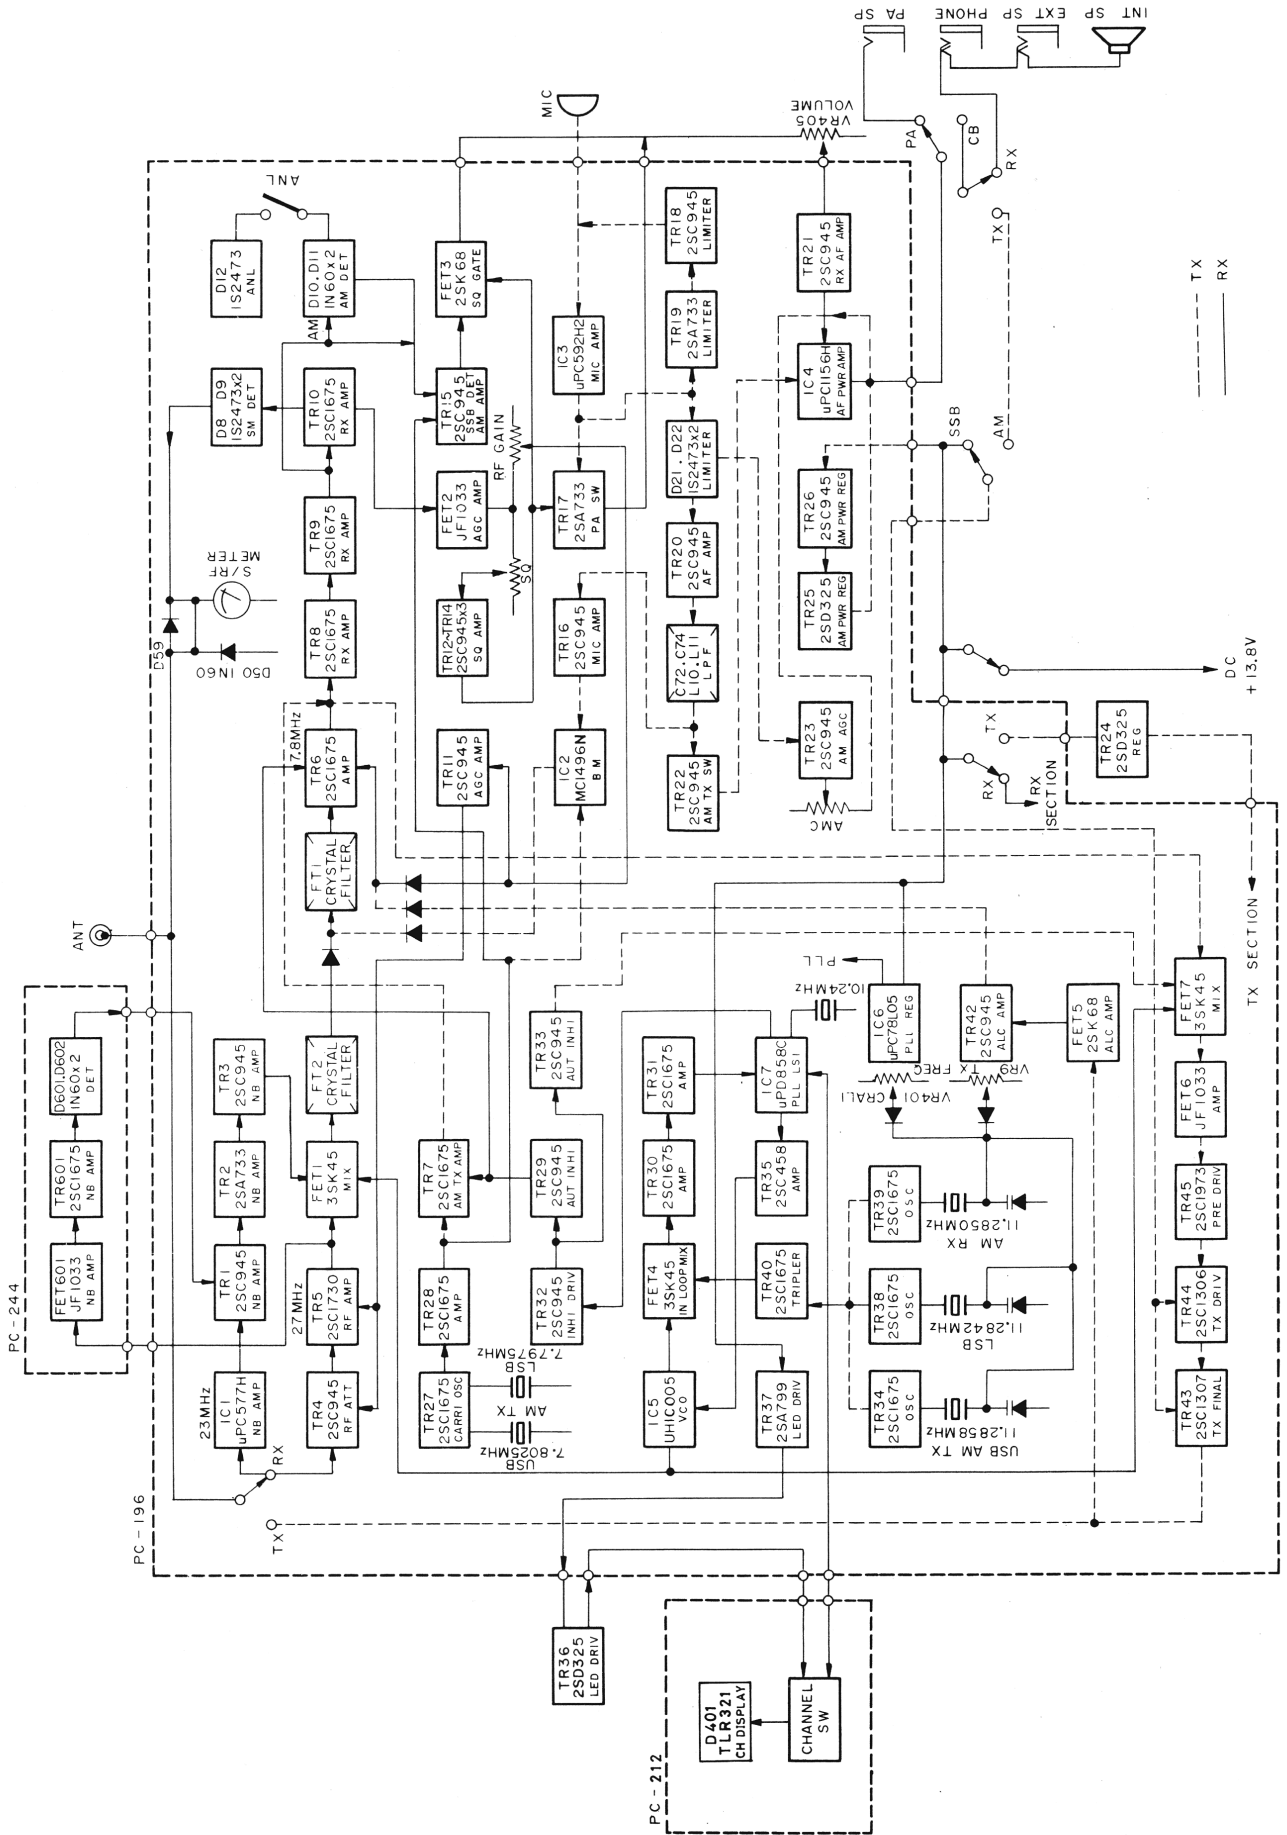 PC-244
FET601
JF1033
NB AMP
TR601
2SC1675
NB AMP
D601.D602
IN60x2
DET
ANT
PC-196
23MHz
IC1
uPC577H
NB AMP
TR1
2SC945
NB AMP
TR2
2SA733
NB AMP
TR3
2SC945
NB AMP
D59
D50 IN60
S/RF
METER
D8 D9
1S2473x2
SM DET
D12
1S2473
ANL
ANL
TX
RX
TR4
2SC945
RF ATT
27MHz
TR5
2SC1730
RF AMP
FET1
3SK45
MIX
FT2
CRYSTAL
FILTER
FT1
CRYSTAL
FILTER
7.8MHz
TR6
2SC1675
AMP
TR8
2SC1675
RX AMP
TR9
2SC1675
RX AMP
TR10
2SC1675
RX AMP
AM
D10.D11
IN60x2
AM DET
TR27
2SC1675
CARRI OSC
7.8025MHz
USB
AM TX
LSB
7.7975MHz
TR28
2SC1675
AMP
TR7
2SC1675
AM TX AMP
TR11
2SC945
AGC AMP
TR12~TR14
2SC945x3
SQ AMP
SQ
FET2
JF1033
AGC AMP
RF GAIN
TR15
2SC945
SSB DET
AM AMP
FET3
2SK68
SQ GATE
TR32
2SC945
INHI DRIV
TR29
2SC945
AUT INHI
TR33
2SC945
AUT INHI
IC2
MC1496N
BM
TR16
2SC945
MIC AMP
TR17
2SA733
PA SW
IC3
uPC592H2
MIC AMP
MIC
IC5
UHIC005
VCO
FET4
3SK45
IN LOOP MIX
TR30
2SC1675
AMP
TR31
2SC1675
AMP
TR22
2SC945
AM TX SW
C72.C74
L10.L11
LPF
TR20
2SC945
AF AMP
D21.D22
1S2473x2
LIMITER
TR19
2SA733
LIMITER
TR18
2SC945
LIMITER
TR37
2SA799
LED DRIV
TR40
2SC1675
TRIPLER
TR35
2SC458
AMP
IC7
uPD858C
PLL LSI
10.24MHz
PLL
AMC
TR23
2SC945
AM AGC
TR25
2SD325
AM PWR REG
TR26
2SC945
AM PWR REG
IC4
uPC1156H
AF PWR AMP
TR21
2SC945
RX AF AMP
VR405
VOLUME
TR34
2SC1675
OSC
11.2858MHz
USB AM TX
TR38
2SC1675
OSC
11.2842MHz
LSB
TR39
2SC1675
OSC
11.2850MHz
AM RX
IC6
uPC78L05
PLL REG
VR401 CRALI
VR9 TX FREC
TR42
2SC945
ALC AMP
FET5
2SK68
ALC AMP
TR43
2SC1307
TX FINAL
TR44
2SC1306
TX DRIV
TR45
2SC1973
PRE DRIV
FET6
JF1033
AMP
FET7
3SK45
MIX
RX
TX
RX
SECTION
TR24
2SD325
REG
TX SECTION
DC
+13.8V
SSB
AM
TX
RX
CB
PA
PA SP
PHONE
EXT SP
INT SP
TR36
2SD325
LED DRIV
PC-212
D401
TLR321
CH DISPLAY
CHANNEL
SW
TX
RX